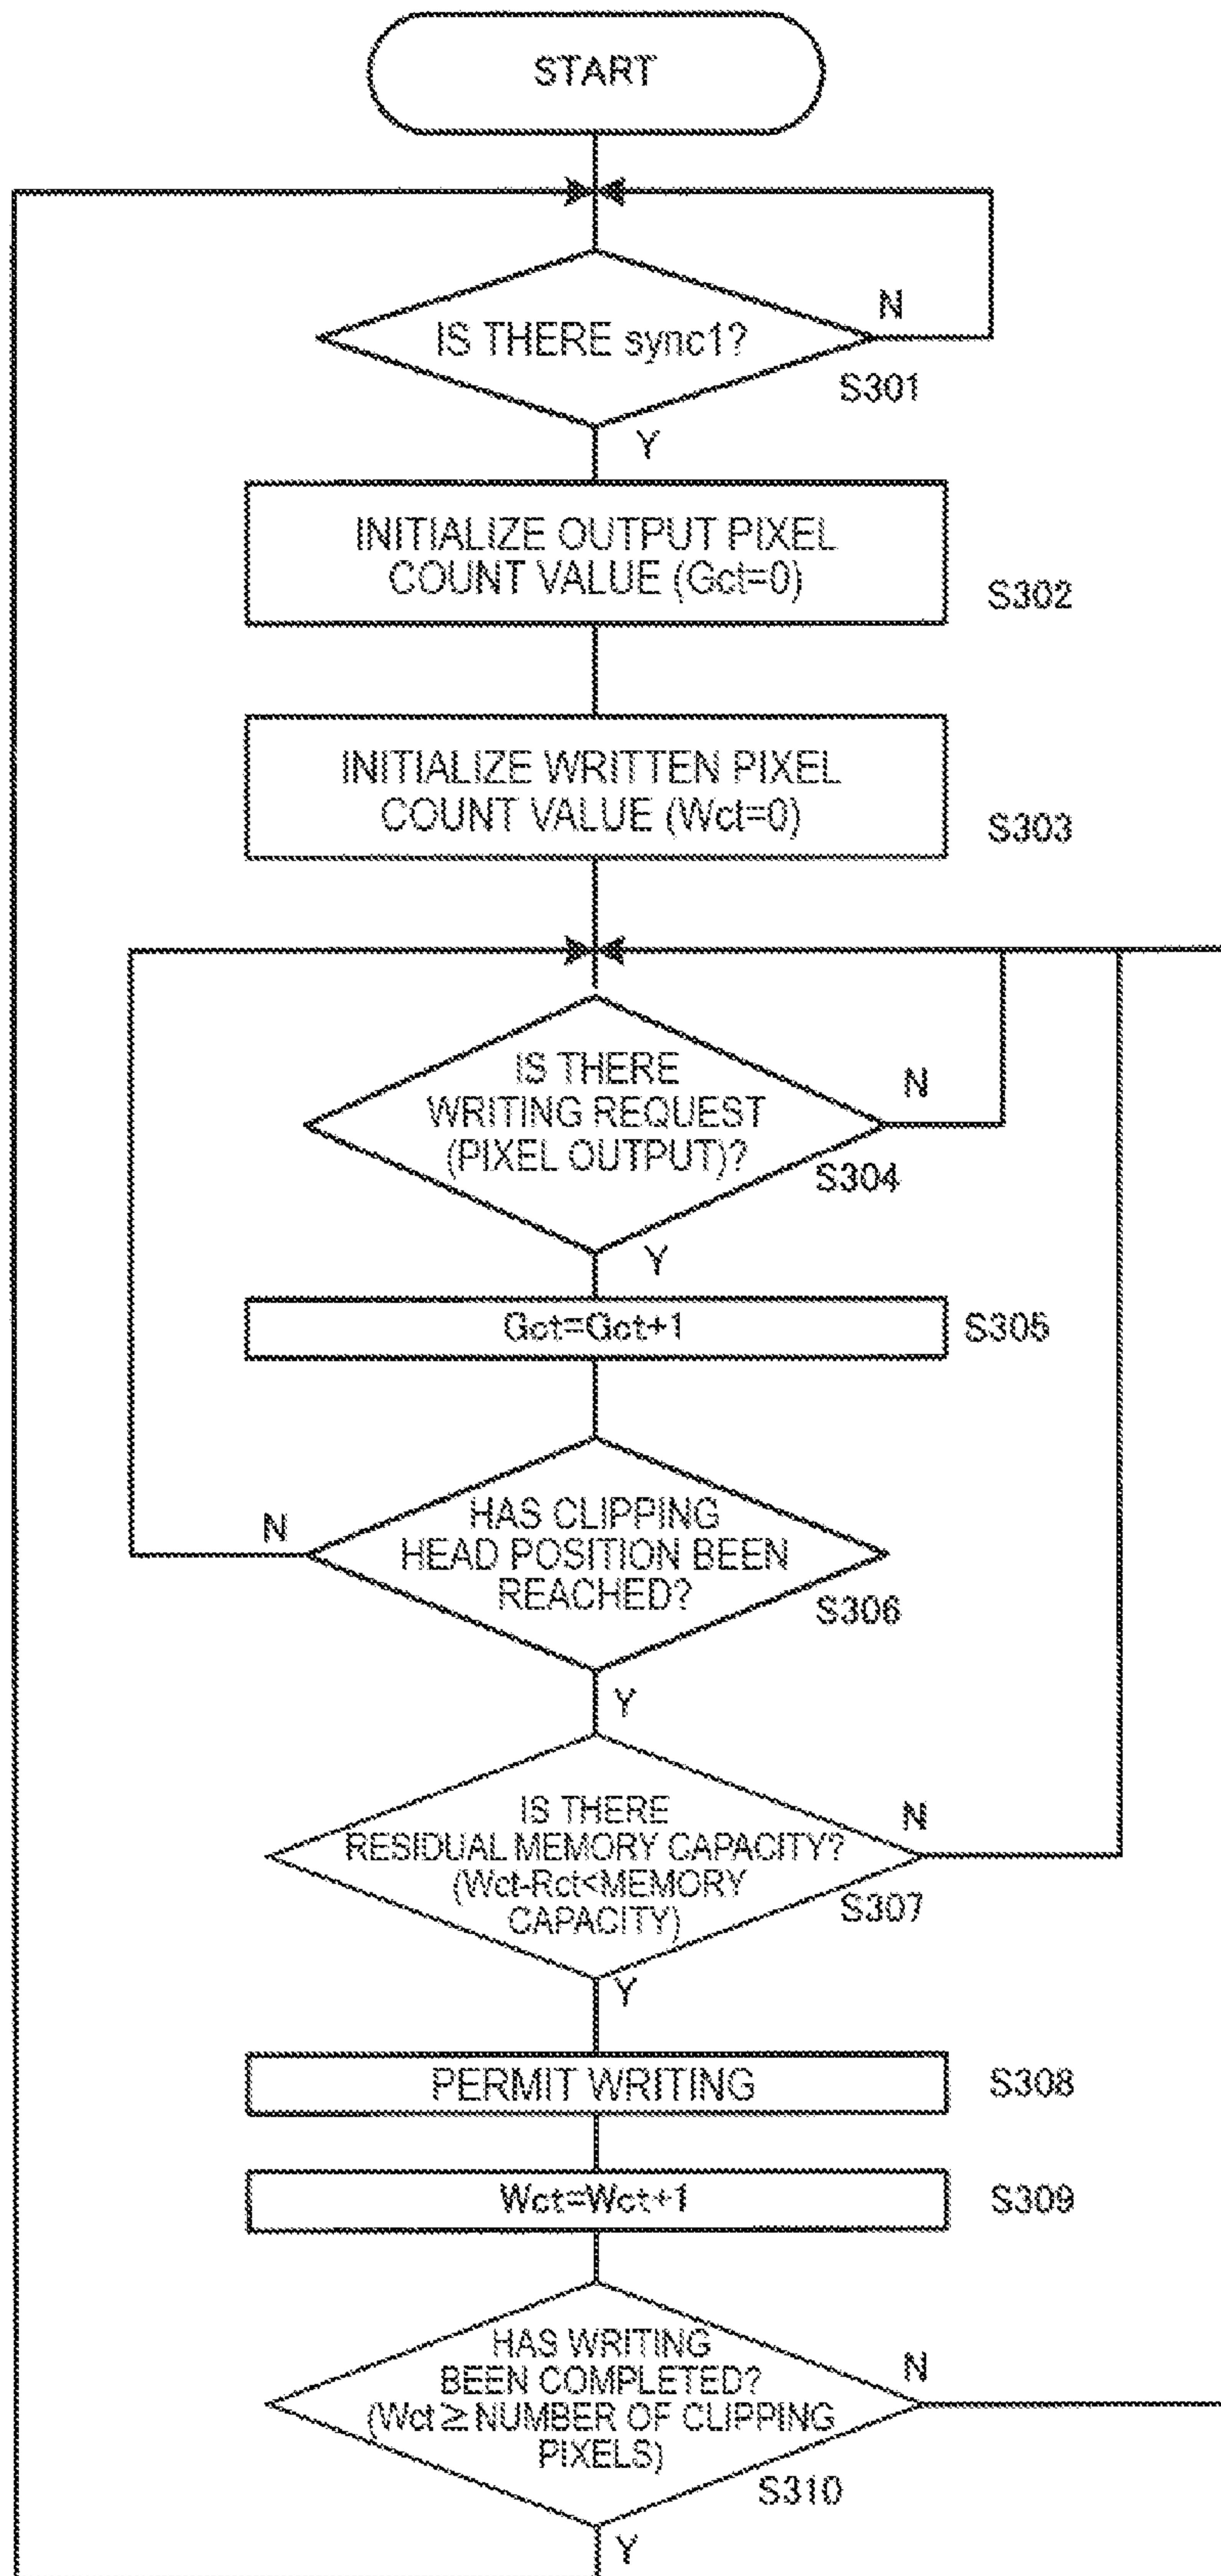 START
IS THERE sync1?
N
S301
Y
INITIALIZE OUTPUT PIXEL
COUNT VALUE (Gct=0)
S302
INITIALIZE WRITTEN PIXEL
COUNT VALUE (Wct=0)
S303
IS THERE
WRITING REQUEST
(PIXEL OUTPUT)?
N
S304
Y
Gct=Gct+1
S305
HAS CLIPPING
HEAD POSITION BEEN
REACHED?
N
S306
Y
IS THERE
RESIDUAL MEMORY CAPACITY?
(Wct-Rct<MEMORY
CAPACITY)
N
S307
Y
PERMIT WRITING
S308
Wct=Wct+1
S309
HAS WRITING
BEEN COMPLETED?
(Wct ≥ NUMBER OF CLIPPING
PIXELS)
N
S310
Y